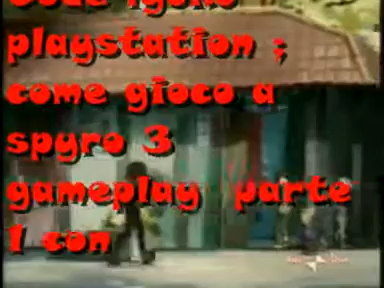 playstation ;
come gioco a
spyro 3
gameplay parte
1 con